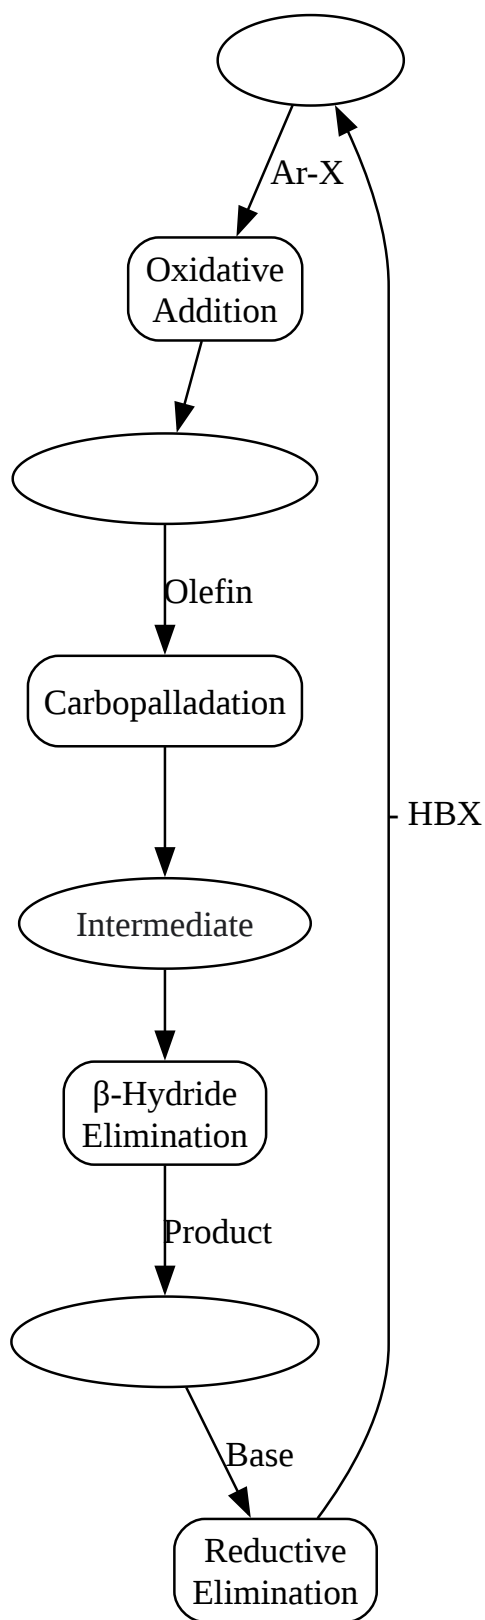 Ar-X
Oxidative
Addition
Olefin
Carbopalladation
Intermediate
β-Hydride
Elimination
Product
Base
Reductive
Elimination
- HBX